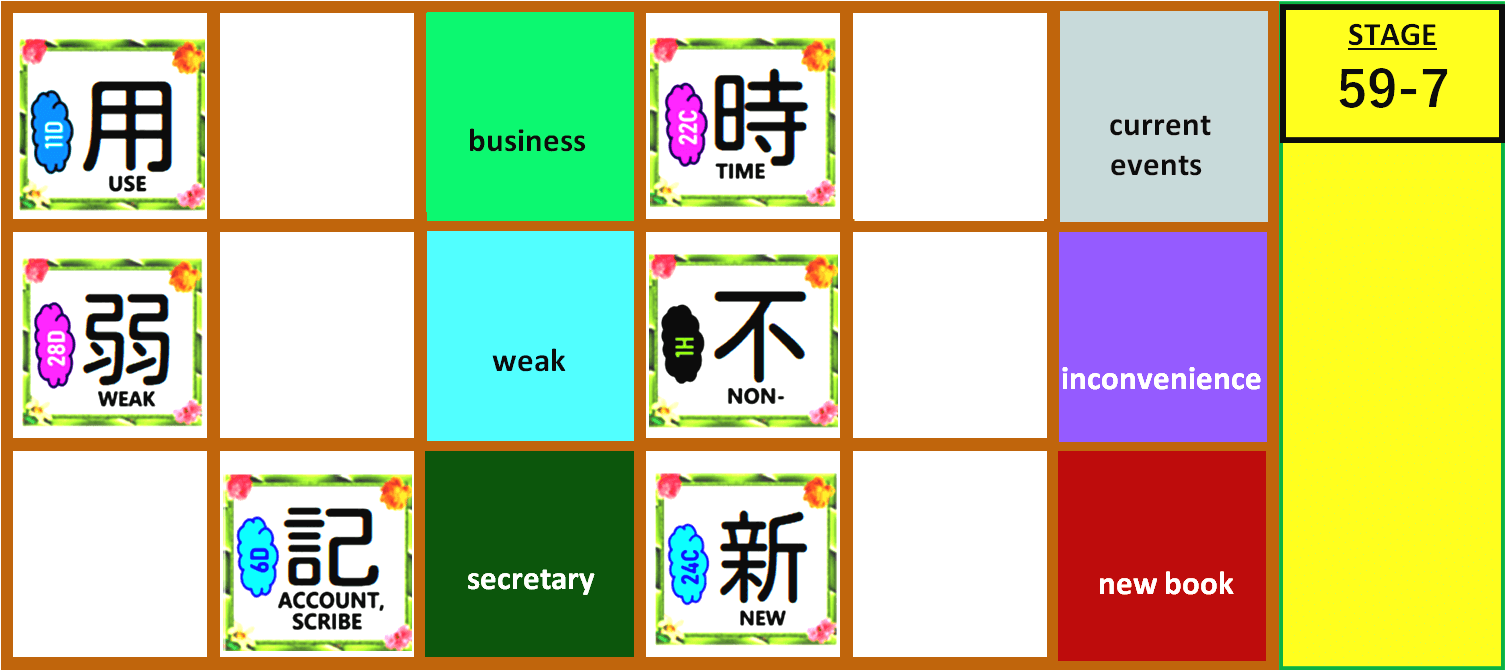 11D
用
USE
business
22C
時
TIME
current
events
STAGE
59-7
28D
弱
WEAK
weak
1H
不
NON-
inconvenience
6D
記
ACCOUNT,
SCRIBE
secretary
24C
新
NEW
new book